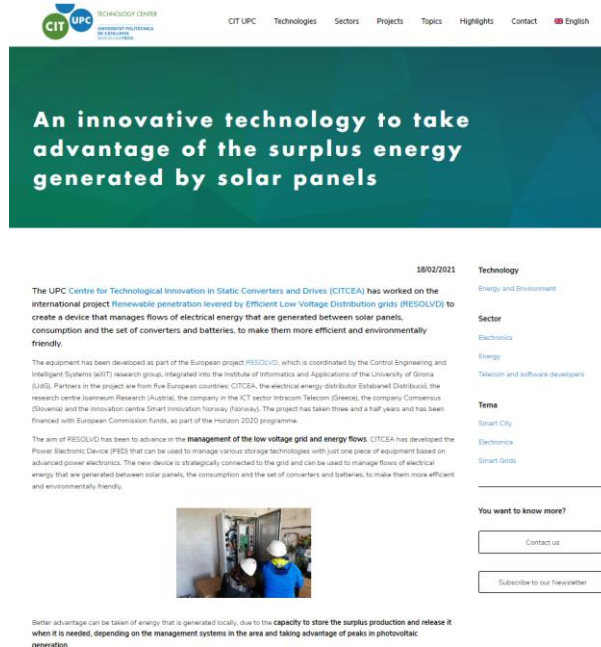 CIT UPC
TECHNOLOGY CENTER
UNIVERSITAT POLITÈCNICA
DE CATALUNYA
BARCELONATECH
CIT UPC Technologies Sectors Projects Topics Highlights Contact English
An innovative technology to take
advantage of the surplus energy
generated by solar panels
18/02/2021
The UPC Centre for Technological Innovation in Static Converters and Drives (CITCEA) has worked on the
international project Renewable penetration levered by Efficient Low Voltage Distribution grids (RESOLVD) to
create a device that manages flows of electrical energy that are generated between solar panels,
consumption and the set of converters and batteries, to make them more efficient and environmentally
friendly.
The equipment has been developed as part of the European project RESOLVD, which is coordinated by the Control Engineering and
Intelligent Systems (eXIT) research group, integrated into the Institute of Informatics and Applications of the University of Girona
(UdG). Partners in the project are from five European countries: CITCEA, the electrical energy distributor Estabanell Distribució, the
research centre Joanneum Research (Austria), the company in the ICT sector Intracom Telecom (Greece), the company Comsensus
(Slovenia) and the innovation centre Smart Innovation Norway (Norway). The project has taken three and a half years and has been
financed with European Commission funds, as part of the Horizon 2020 programme.
The aim of RESOLVD has been to advance in the management of the low voltage grid and energy flows. CITCEA has developed the
Power Electronic Device (PED) that can be used to manage various storage technologies with just one piece of equipment based on
advanced power electronics. The new device is strategically connected to the grid and can be used to manage flows of electrical
energy that are generated between solar panels, the consumption and the set of converters and batteries, to make them more efficient
and environmentally friendly.
Better advantage can be taken of energy that is generated locally, due to the capacity to store the surplus production and release it
when it is needed, depending on the management systems in the area and taking advantage of peaks in photovoltaic
generation
Technology
Energy and Environment
Sector
Electronics
Energy
Telecom and software developers
Tema
Smart City
Electronica
Smart Grids
You want to know more?
Contact us
Subscribe to our Newsletter